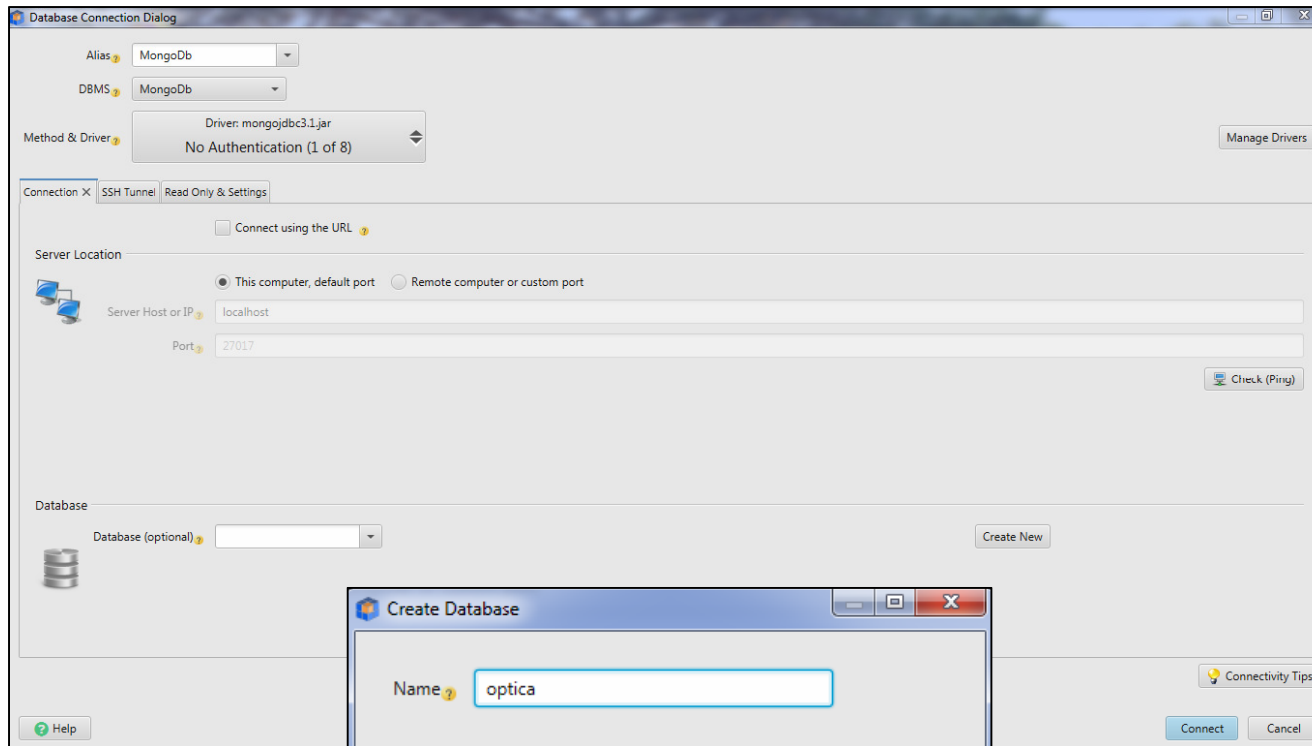 Database Connection Dialog
Alias MongoDb
DBMS MongoDb
Method & Driver Driver: mongojdbc3.1.jar
No Authentication (1 of 8)
Manage Drivers
Connection SSH Tunnel Read Only & Settings
Connect using the URL
Server Location
This computer, default port Remote computer or custom port
Server Host or IP localhost
Port 27017
Check (Ping)
Database
Database (optional) Create New
Create Database
Name optica
Connectivity Tips
Help Connect Cancel